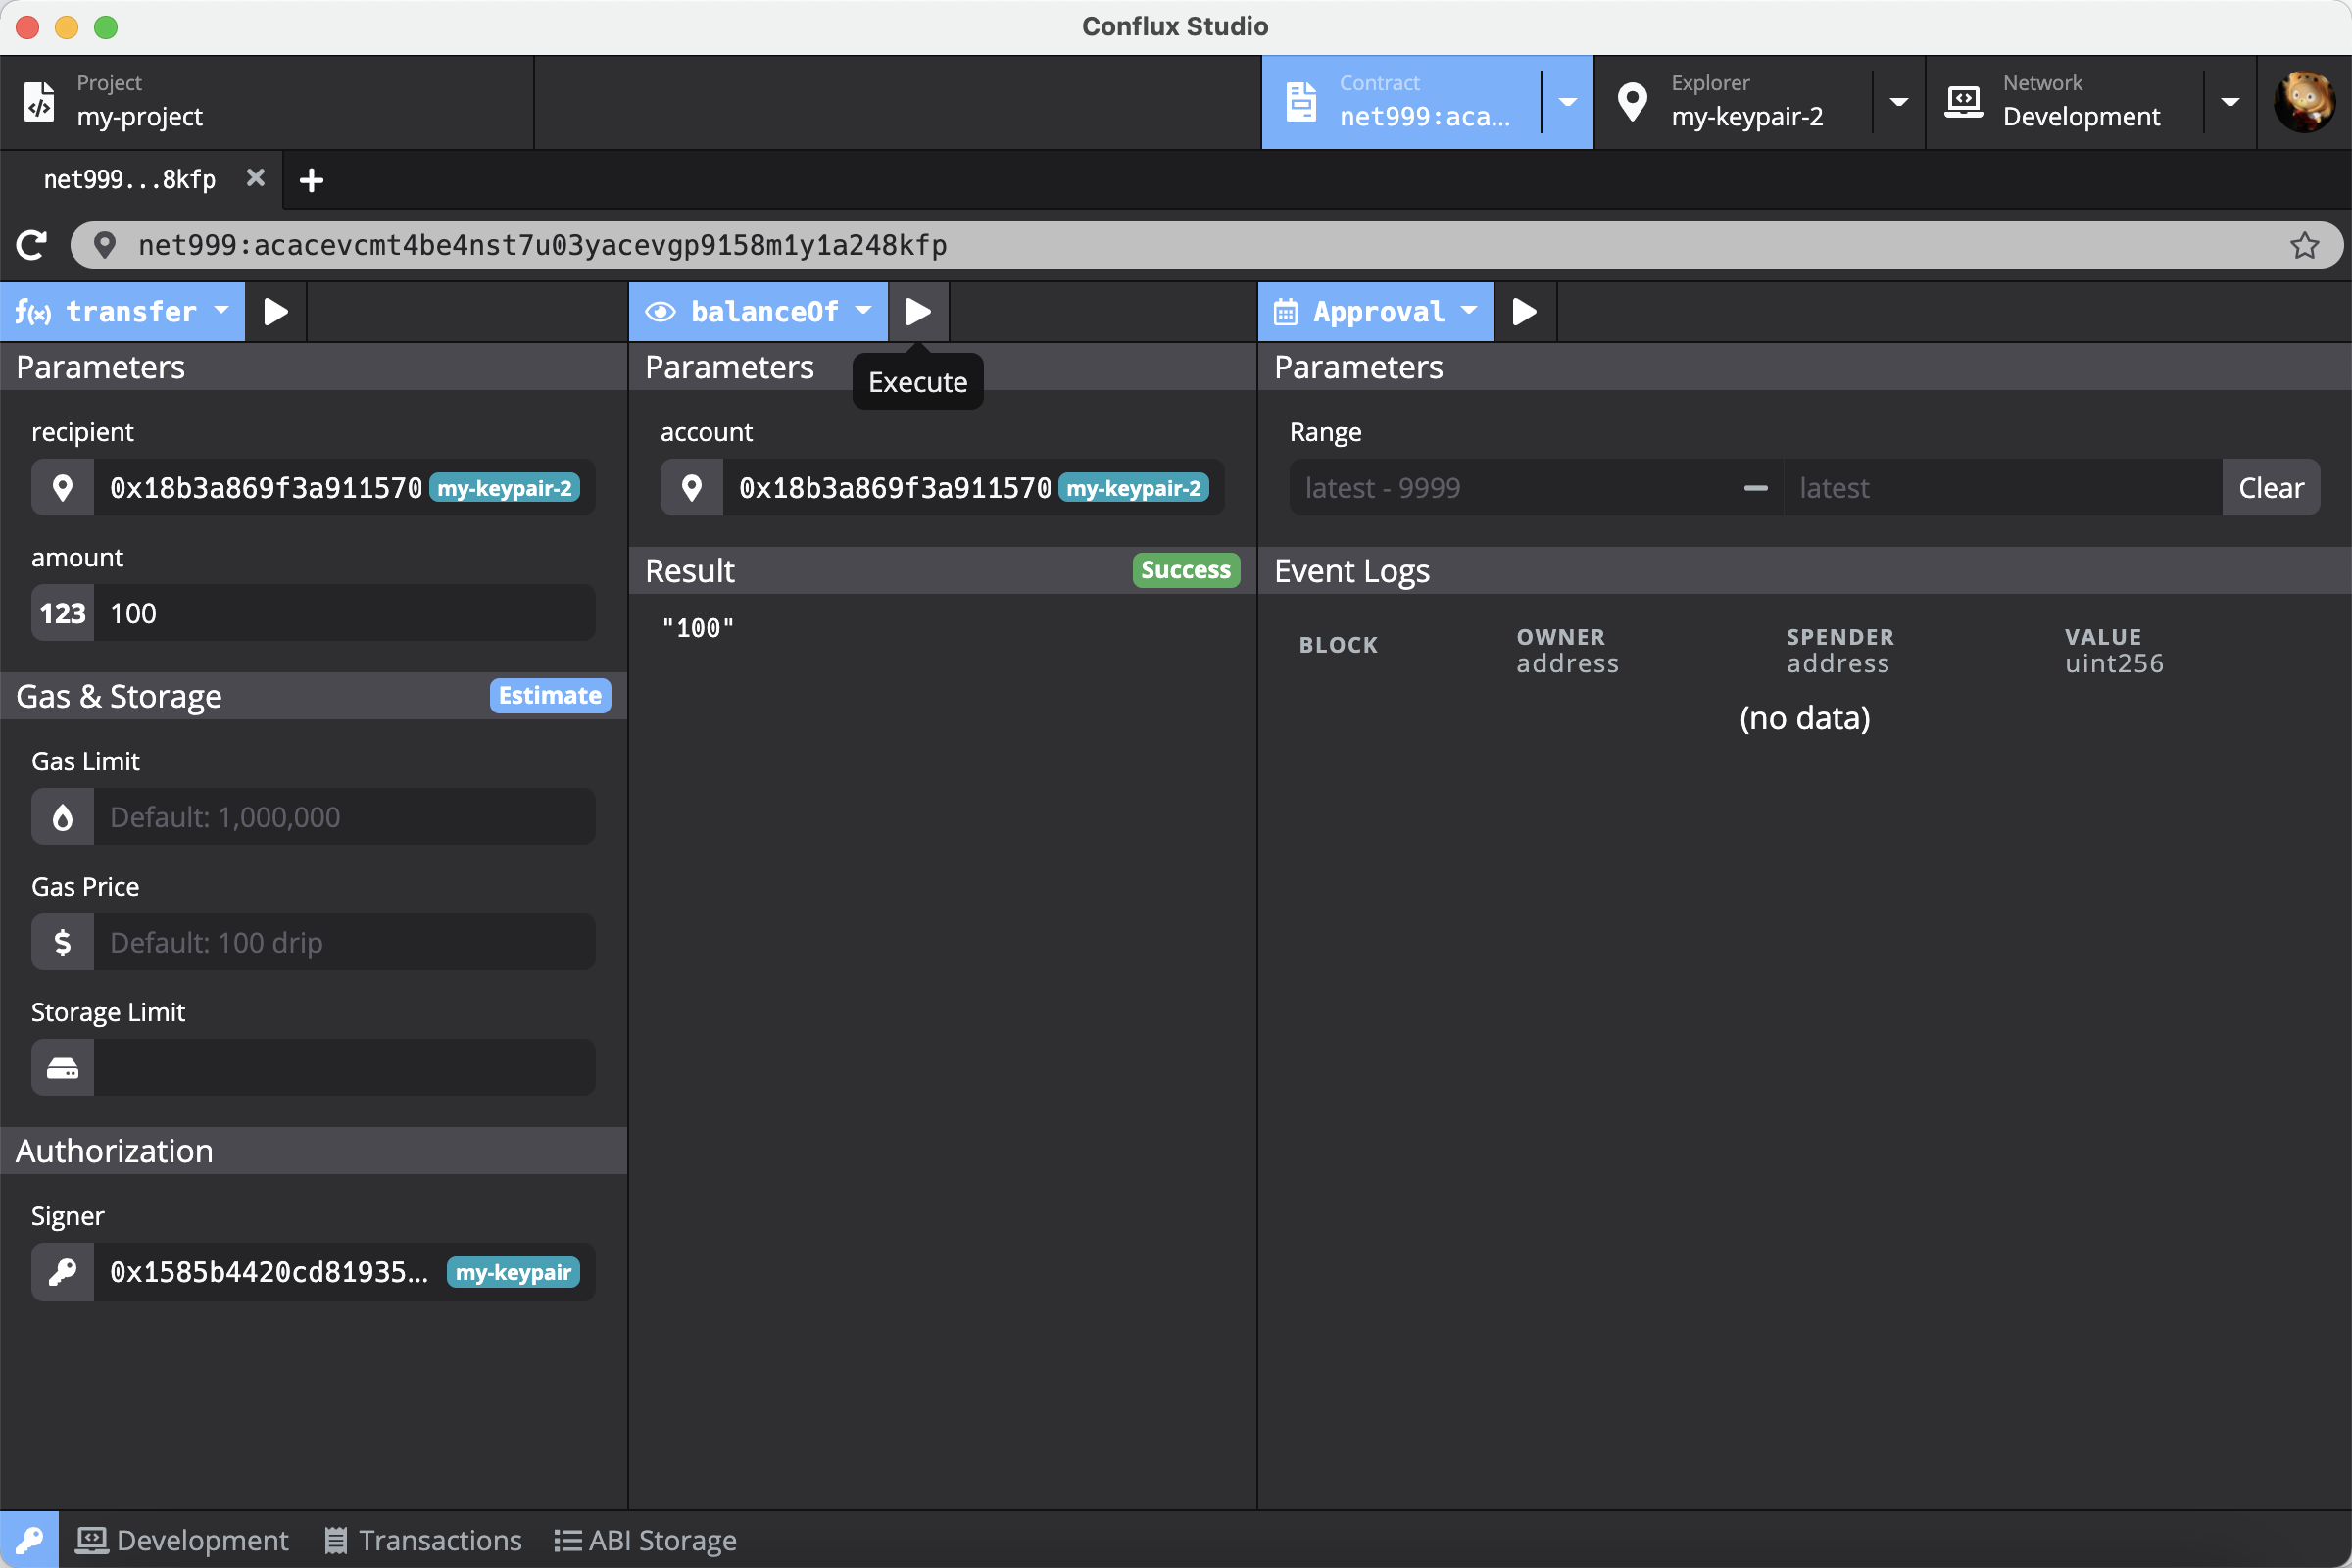 Conflux Studio
Project
my-project
Contract
net999:aca...
Explorer
my-keypair-2
Network
Development
net999...8kfp
net999:acacevcmt4be4nst7u03yacevgp9158m1y1a248kfp
f(x) transfer
balanceOf
Approval
Execute
Parameters
recipient
0x18b3a869f3a911570 my-keypair-2
amount
123 100
Gas & Storage Estimate
Gas Limit
Default: 1,000,000
Gas Price
$ Default: 100 drip
Storage Limit
Authorization
Signer
0x1585b4420cd81935... my-keypair
Parameters
account
0x18b3a869f3a911570 my-keypair-2
Result Success
"100"
Parameters
Range
latest - 9999 latest Clear
Event Logs
BLOCK OWNER SPENDER VALUE
address address uint256
(no data)
Development Transactions ABI Storage